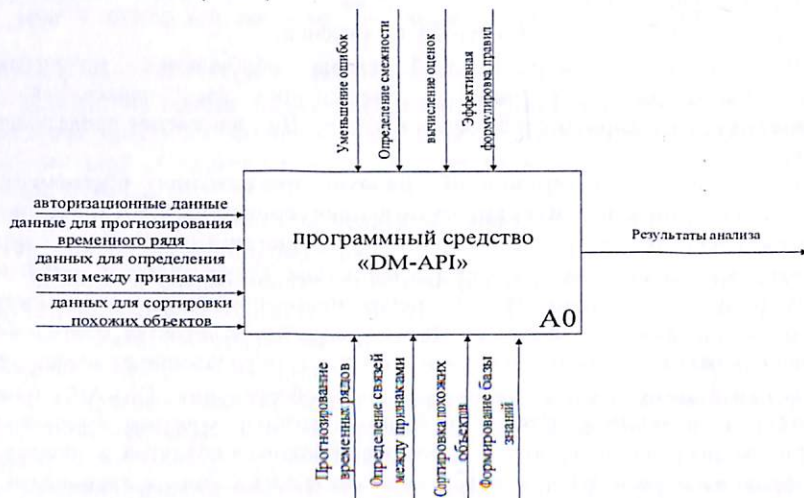 Уменьшение ошибок
Определение смежности
вычисление оценок
Эффективная
формулировка правил
авторизационные данные
данные для прогнозирования
временного ряда
данных для определения
связи между признаками
данных для сортировки
похожих объектов
программный средство
«DM-API»
A0
Результаты анализа
Прогнозирование
временных рядов
Определение связей
между признаками
Сортировка похожих
объектов
Формирование базы
знаний